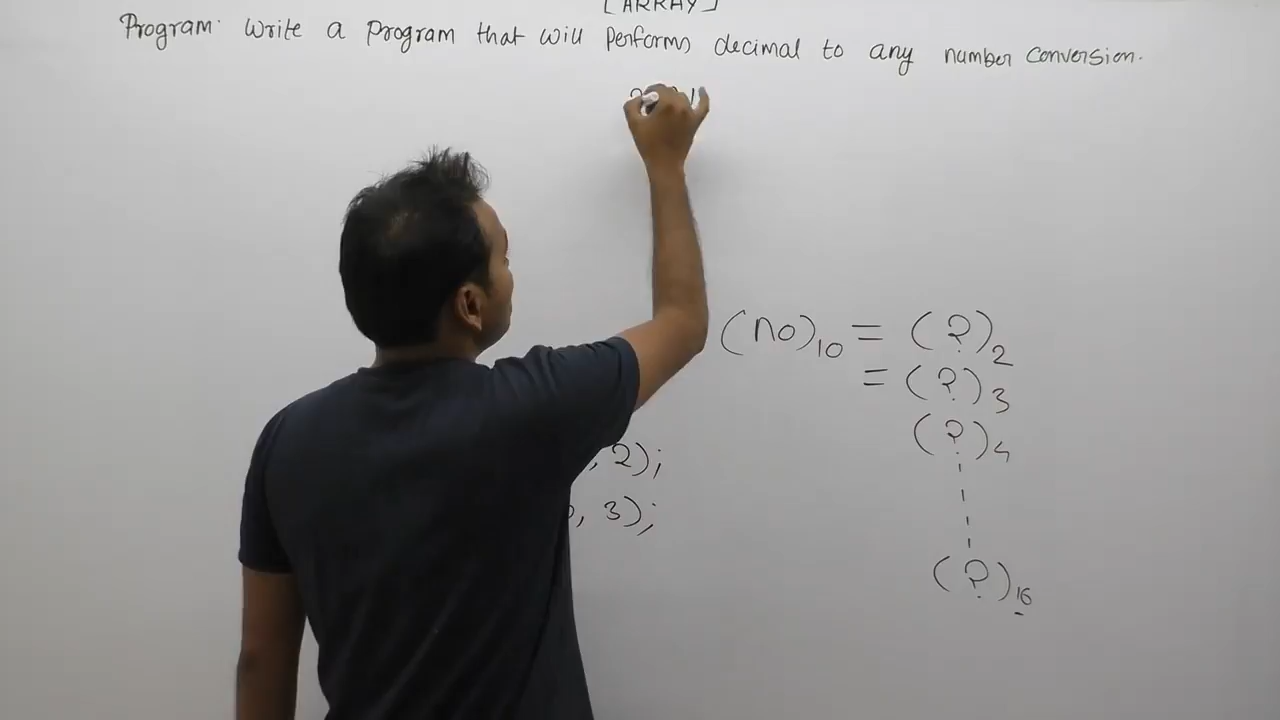 [ARRAY]
Program: Write a Program that will Performs decimal to any number conversion.
(no)10 = (?)2
= (?)3
(?)4
(?)16
, 2);
, 3);